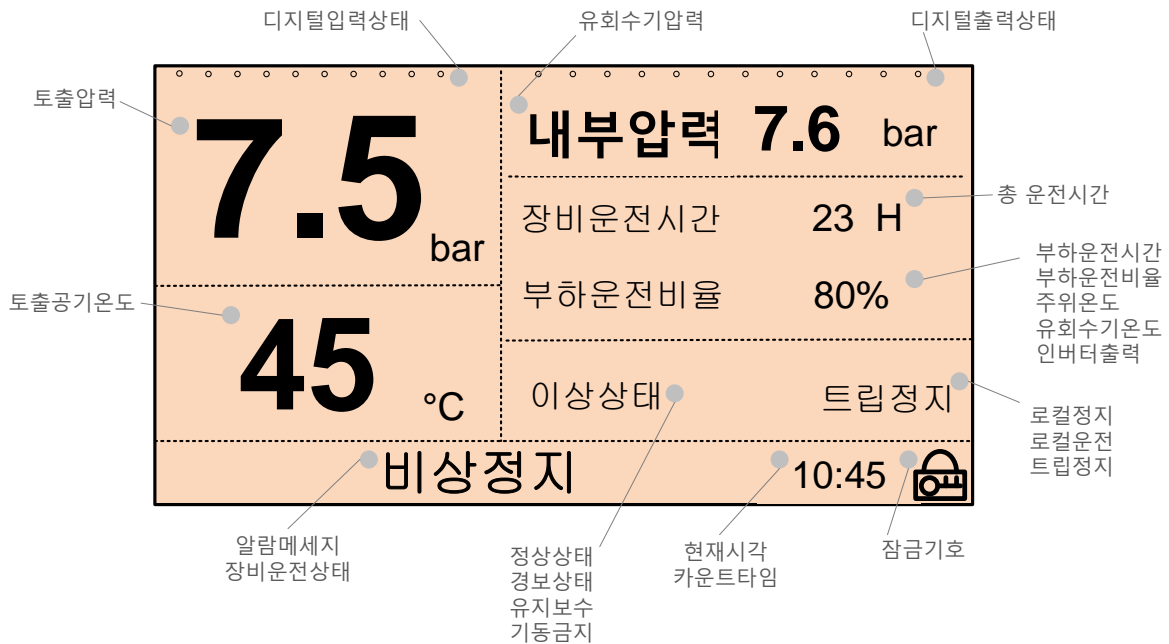 디지털입력상태
유회수기압력
디지털출력상태
토출압력
7.5
bar
내부압력 7.6 bar
총 운전시간
장비운전시간 23 H
부하운전시간
부하운전비율
주위온도
유회수기온도
인버터출력
부하운전비율 80%
토출공기온도
45
°C
이상상태
트립정지
로컬정지
로컬운전
트립정지
비상정지
10:45
알람메세지
장비운전상태
정상상태
경보상태
유지보수
기동금지
현재시각
카운트타임
잠금기호